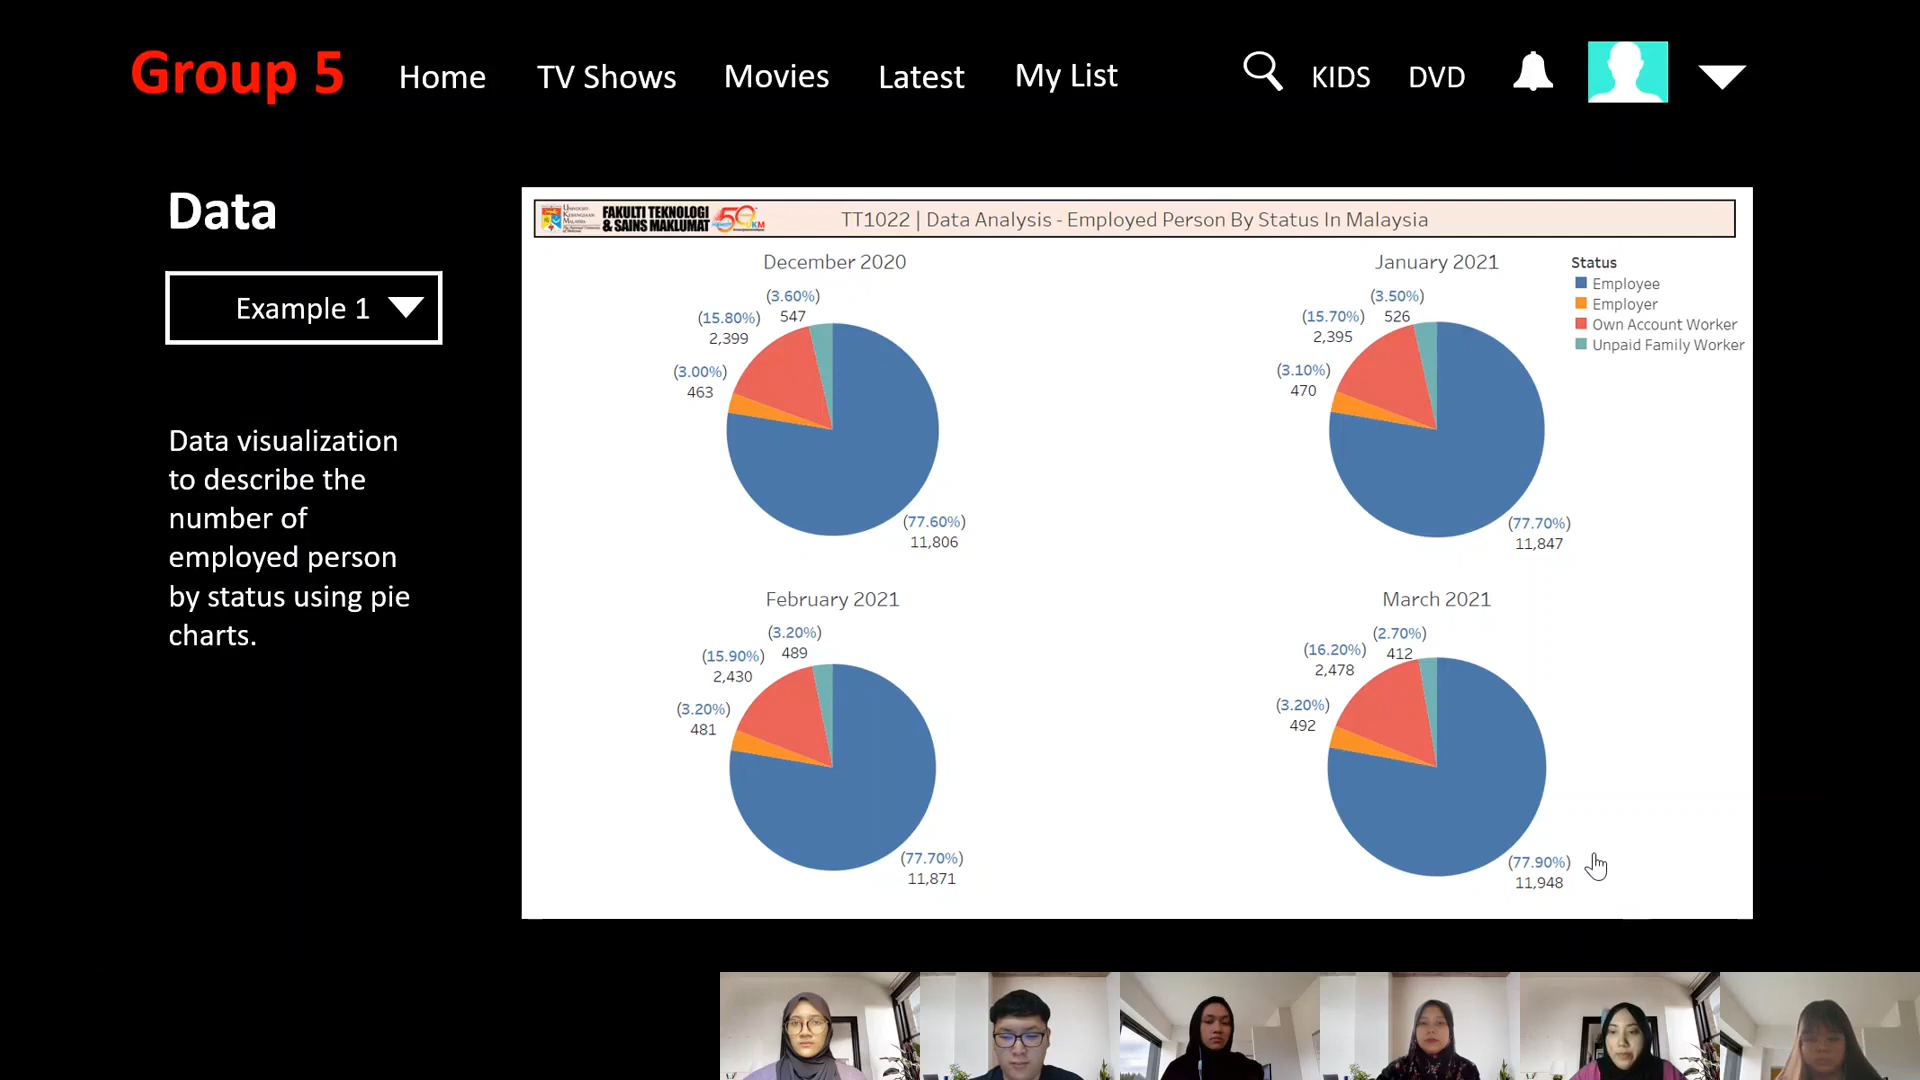 Group 5
Home
TV Shows
Movies
Latest
My List
KIDS
DVD
Data
Example 1
Data visualization
to describe the
number of
employed person
by status using pie
charts.
FAKULTI TEKNOLOGI
& SAINS MAKLUMAT
50
UKM
TT1022 | Data Analysis - Employed Person By Status In Malaysia
December 2020
(3.60%)
547
(15.80%)
2,399
(3.00%)
463
(77.60%)
11,806
January 2021
(3.50%)
526
(15.70%)
2,395
(3.10%)
470
(77.70%)
11,847
Status
Employee
Employer
Own Account Worker
Unpaid Family Worker
February 2021
(3.20%)
489
(15.90%)
2,430
(3.20%)
481
(77.70%)
11,871
March 2021
(2.70%)
412
(16.20%)
2,478
(3.20%)
492
(77.90%)
11,948